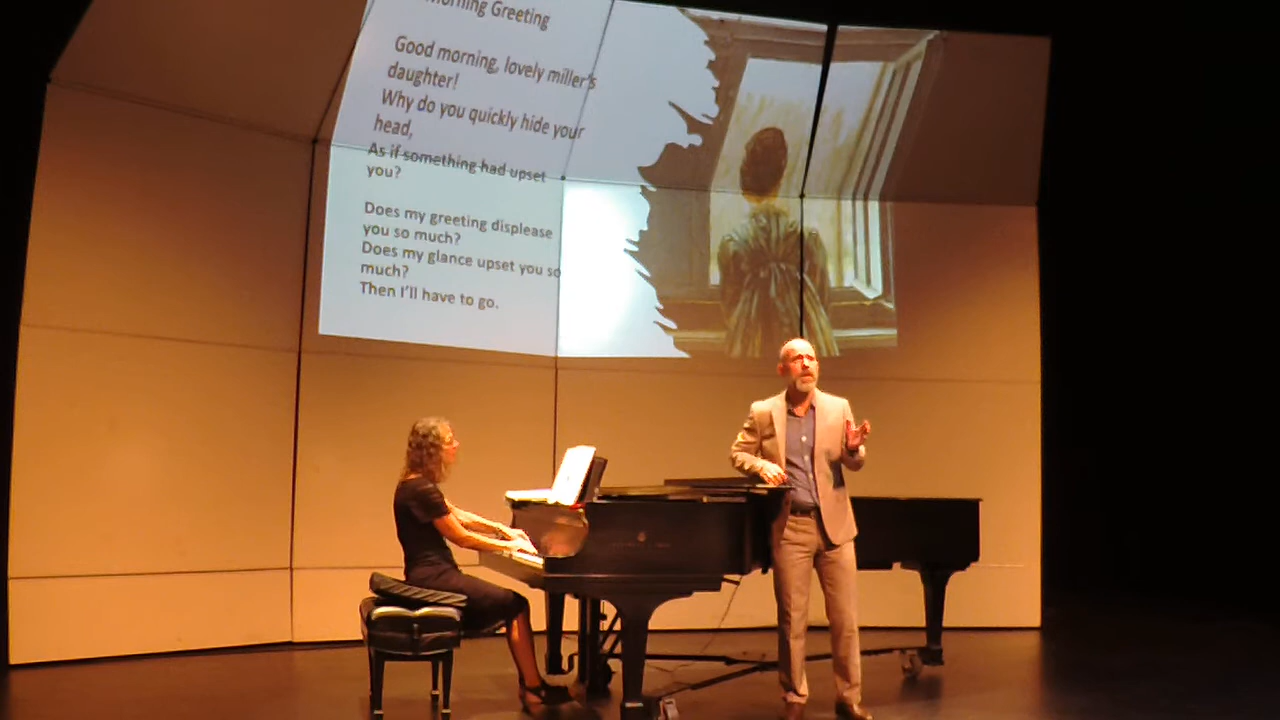 Morning Greeting
Good morning, lovely miller's
daughter!
Why do you quickly hide your
head,
As if something had upset
you?
Does my greeting displease
you so much?
Does my glance upset you so
much?
Then I'll have to go.